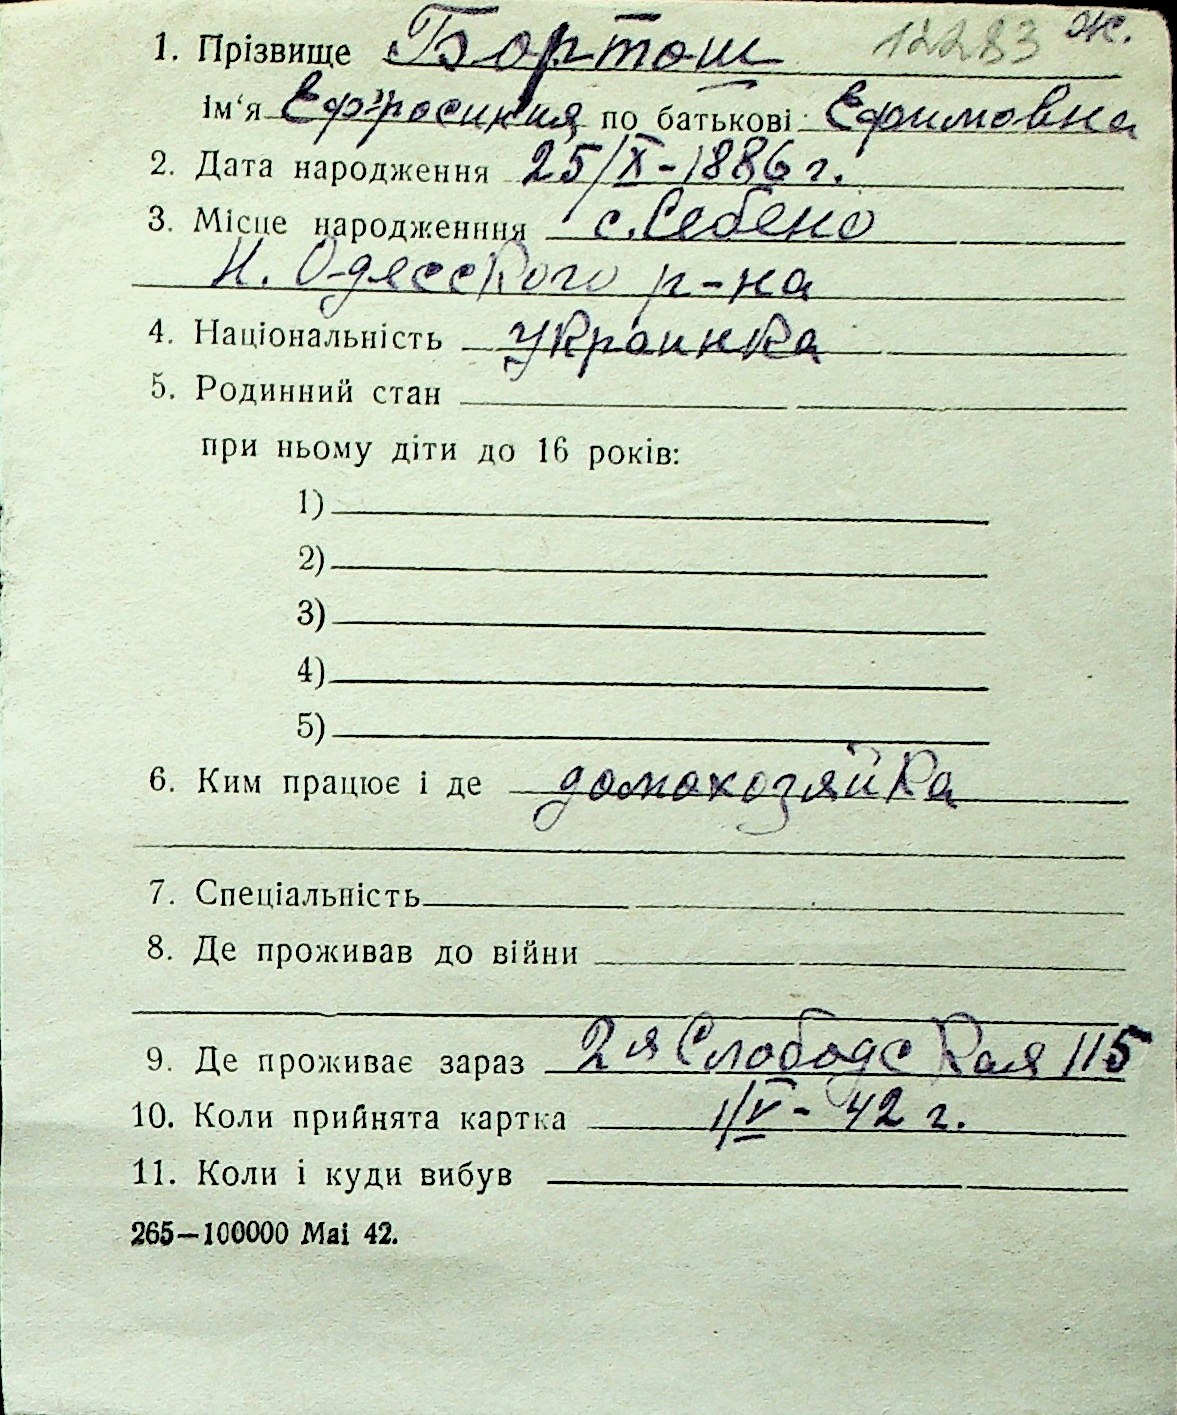 12283 Ж.
1. Прізвище Бортош
ім‘я Ефросиния по батькові Ефимовна
2. Дата народження 25/X - 1886 г.
3. Місце народженння с. Себено
Н. Одесского р-на
4. Національність украинка
5. Родинний стан
при ньому діти до 16 років:
1)
2)
3)
4)
5)
6. Ким працює і де домохозяйка
7. Спеціальність
8. Де проживав до війни
9. Де проживає зараз 2я Слободская 115
10. Коли прийнята картка 1/V - 42 г.
11. Коли і куди вибув
265—100000 Mai 42.